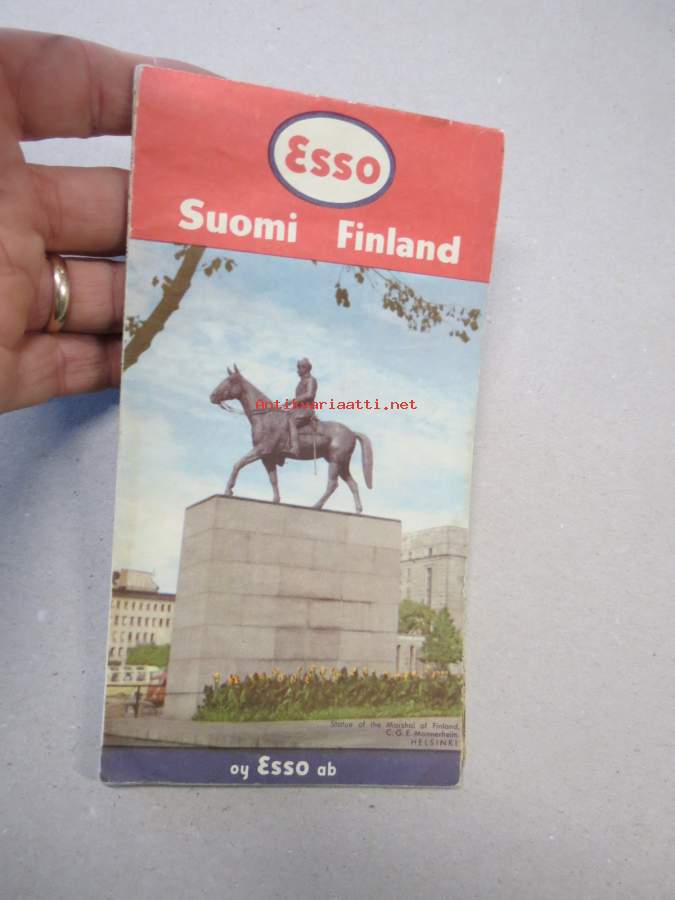 Esso
Suomi Finland
Antikvariaatti.net
Statue of the Marshal of Finland,
C. G. E. Mannerheim.
HELSINKI
oy Esso ab